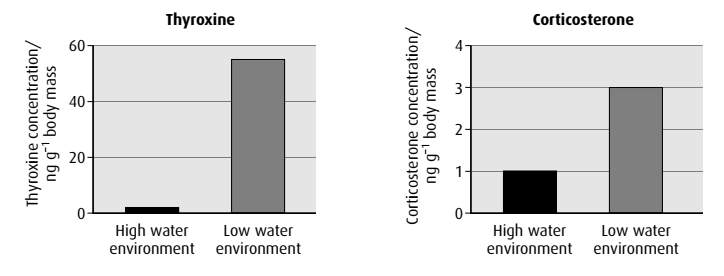 Thyroxine
Thyroxine concentration/
ng g⁻¹ body mass
60
40
20
0
High water
environment
Low water
environment
Corticosterone
Corticosterone concentration/
ng g⁻¹ body mass
4
3
2
1
0
High water
environment
Low water
environment